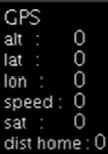 GPS
alt : 0
lat : 0
lon : 0
speed : 0
sat : 0
dist home : 0